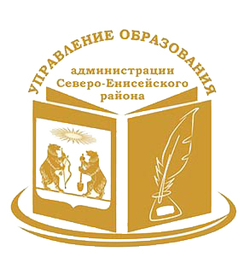 УПРАВЛЕНИЕ ОБРАЗОВАНИЯ
администрации
Северо-Енисейского
района